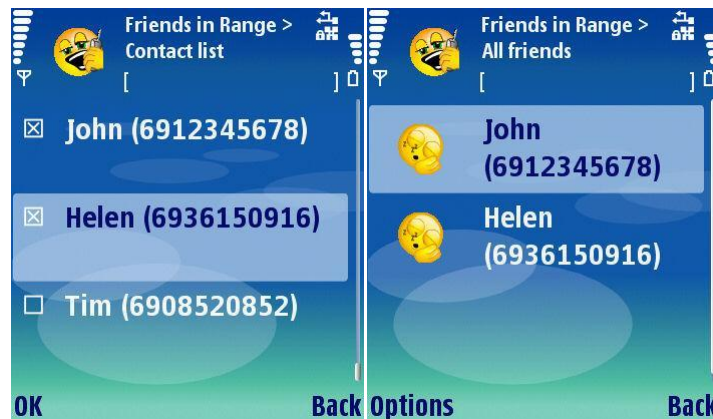 Friends in Range >
Contact list
[ ]
John (6912345678)
Helen (6936150916)
Tim (6908520852)
OK Back
Friends in Range >
All friends
[ ]
John
(6912345678)
Helen
(6936150916)
Options Back